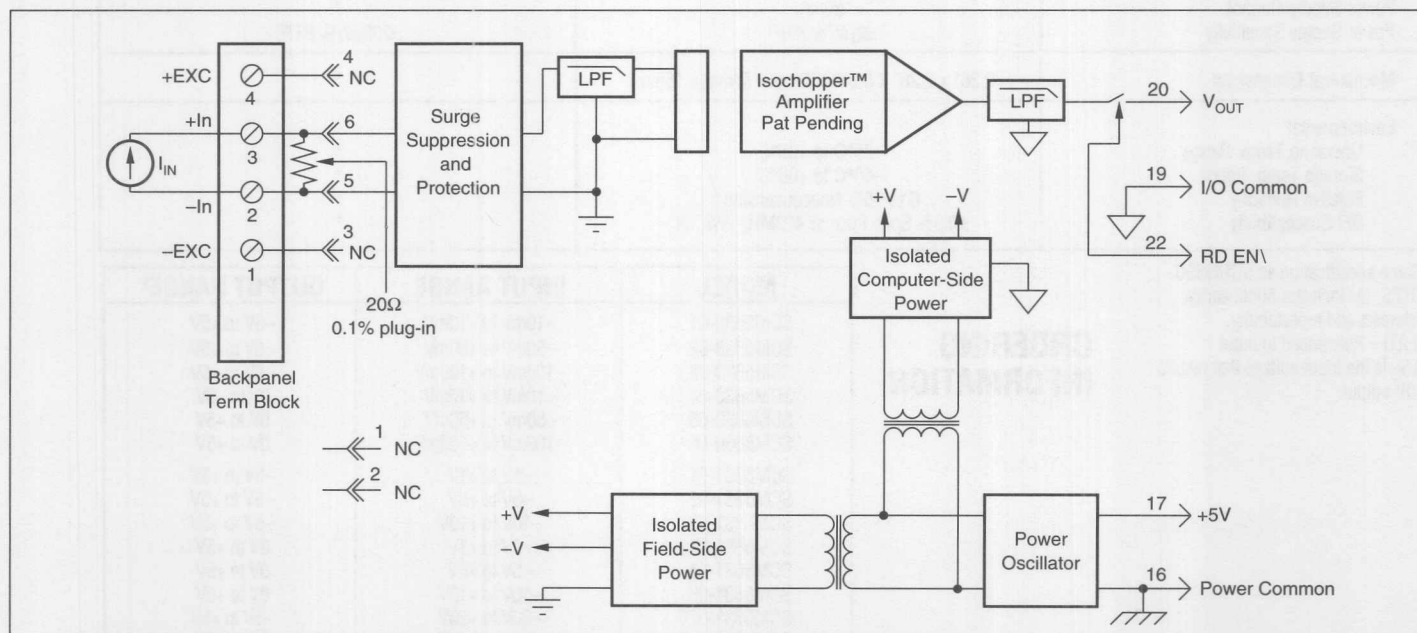 +EXC
4
4
NC
+In
3
6
I_IN
–In
2
5
–EXC
1
3
NC
20Ω
0.1% plug-in
Backpanel
Term Block
Surge
Suppression
and
Protection
LPF
Isochopper™
Amplifier
Pat Pending
LPF
20
V_OUT
19
I/O Common
22
RD EN\
+V
–V
Isolated
Computer-Side
Power
1
NC
2
NC
+V
–V
Isolated
Field-Side
Power
Power
Oscillator
17
+5V
16
Power Common